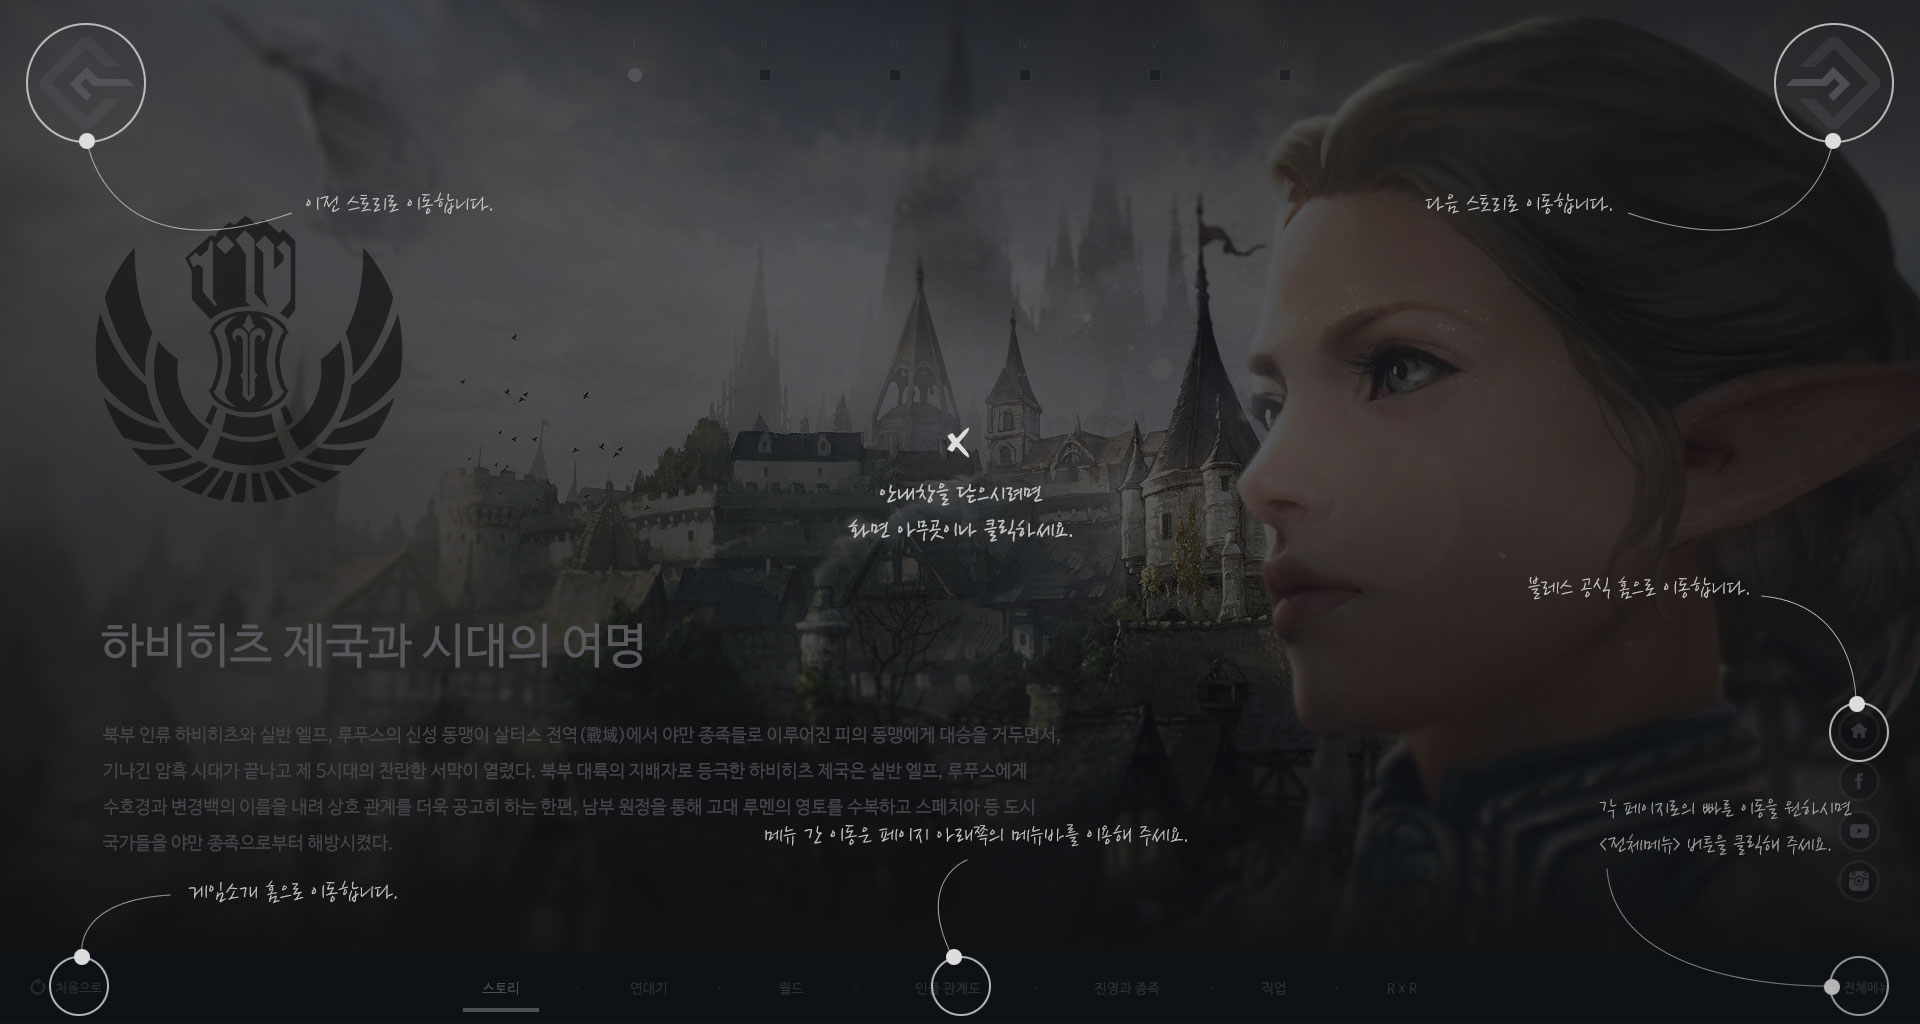 I II III IV V VI
이전 스토리로 이동합니다.
다음 스토리로 이동합니다.
안내창을 닫으시려면
화면 아무곳이나 클릭하세요.
블레스 공식 홈으로 이동합니다.
하비히츠 제국과 시대의 여명
북부 인류 하비히츠와 실반 엘프, 루푸스의 신성 동맹이 살터스 전역(戰域)에서 야만 종족들로 이루어진 피의 동맹에게 대승을 거두면서,
기나긴 암흑 시대가 끝나고 제 5시대의 찬란한 서막이 열렸다. 북부 대륙의 지배자로 등극한 하비히츠 제국은 실반 엘프, 루푸스에게
수호경과 변경백의 이름을 내려 상호 관계를 더욱 공고히 하는 한편, 남부 원정을 통해 고대 루멘의 영토를 수복하고 스페치아 등 도시
국가들을 야만 종족으로부터 해방시켰다.
각 페이지로의 빠른 이동을 원하시면
<전체메뉴> 버튼을 클릭해 주세요.
메뉴 간 이동은 페이지 아래쪽의 메뉴바를 이용해 주세요.
게임소개 홈으로 이동합니다.
처음으로 스토리 · 연대기 · 월드 · 인물 관계도 · 진영과 종족 · 직업 · R x R 전체메뉴